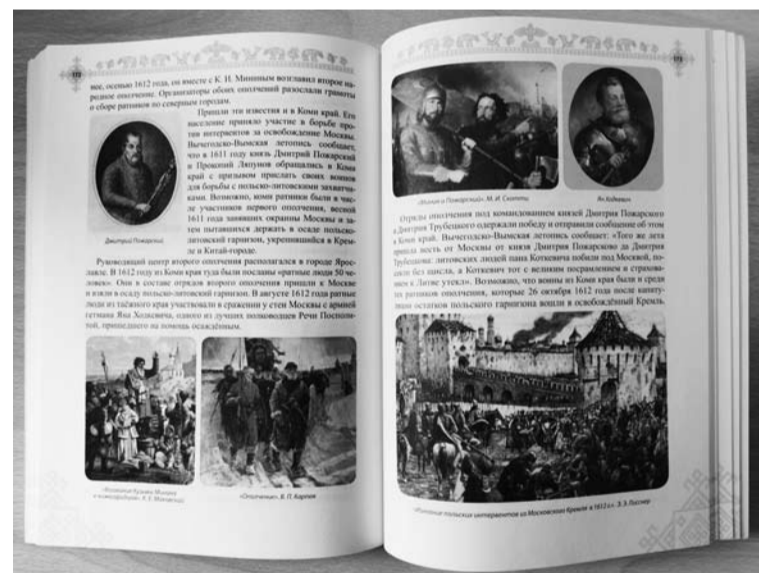 ное, осенью 1612 года, он вместе с К. И. Мининым возглавил второе на-
родное ополчение. Организаторы обоих ополчений разослали грамоты
о сборе ратников по северным городам.
Пришли эти известия и в Коми край. Его
население приняло участие в борьбе про-
тив интервентов за освобождение Москвы.
Вычегодско-Вымская летопись сообщает,
что в 1611 году князь Дмитрий Пожарский
и Прокопий Ляпунов обращались в Коми
край с призывом прислать своих воинов
для борьбы с польско-литовскими захватчи-
ками. Возможно, коми ратники были в чис-
ле участников первого ополчения, весной
1611 года занявших окраины Москвы и за-
тем пытавшихся держать в осаде польско-
литовский гарнизон, укрепившийся в Крем-
ле и Китай-городе.
Дмитрий Пожарский
Руководящий центр второго ополчения располагался в городе Ярос-
лавле. В 1612 году из Коми края туда были посланы «ратные люди 50 че-
ловек». Они в составе отрядов второго ополчения пришли к Москве
и взяли в осаду польско-литовский гарнизон. В августе 1612 года ратные
люди из таёжного края участвовали в сражении у стен Москвы с армией
гетмана Яна Ходкевича, одного из лучших полководцев Речи Посполи-
той, пришедшего на помощь осаждённым.
«Воззвание Кузьмы Минина
к нижегородцам». К. Е. Маковский
«Ополчение». В. П. Карпов
«Минин и Пожарский». М. И. Скотти
Ян Ходкевич
Отряды ополчения под командованием князей Дмитрия Пожарского
и Дмитрия Трубецкого одержали победу и отправили сообщение об этом
в Коми край. Вычегодско-Вымская летопись сообщает: «Того же лета
пришла весть от Москвы от князя Дмитрия Пожарсково да Дмитрия
Трубецкова: литовских людей пана Коткевича побили под Москвой, по-
били без числа, а Коткевич тот с великим посрамлением и страхова-
нием к Литве утекл». Возможно, что воины из Коми края были и среди
тех ратников ополчения, которые 26 октября 1612 года после капиту-
ляции остатков польского гарнизона вошли в освобождённый Кремль.
«Изгнание польских интервентов из Московского Кремля в 1612 г.». Э. Э. Лисснер